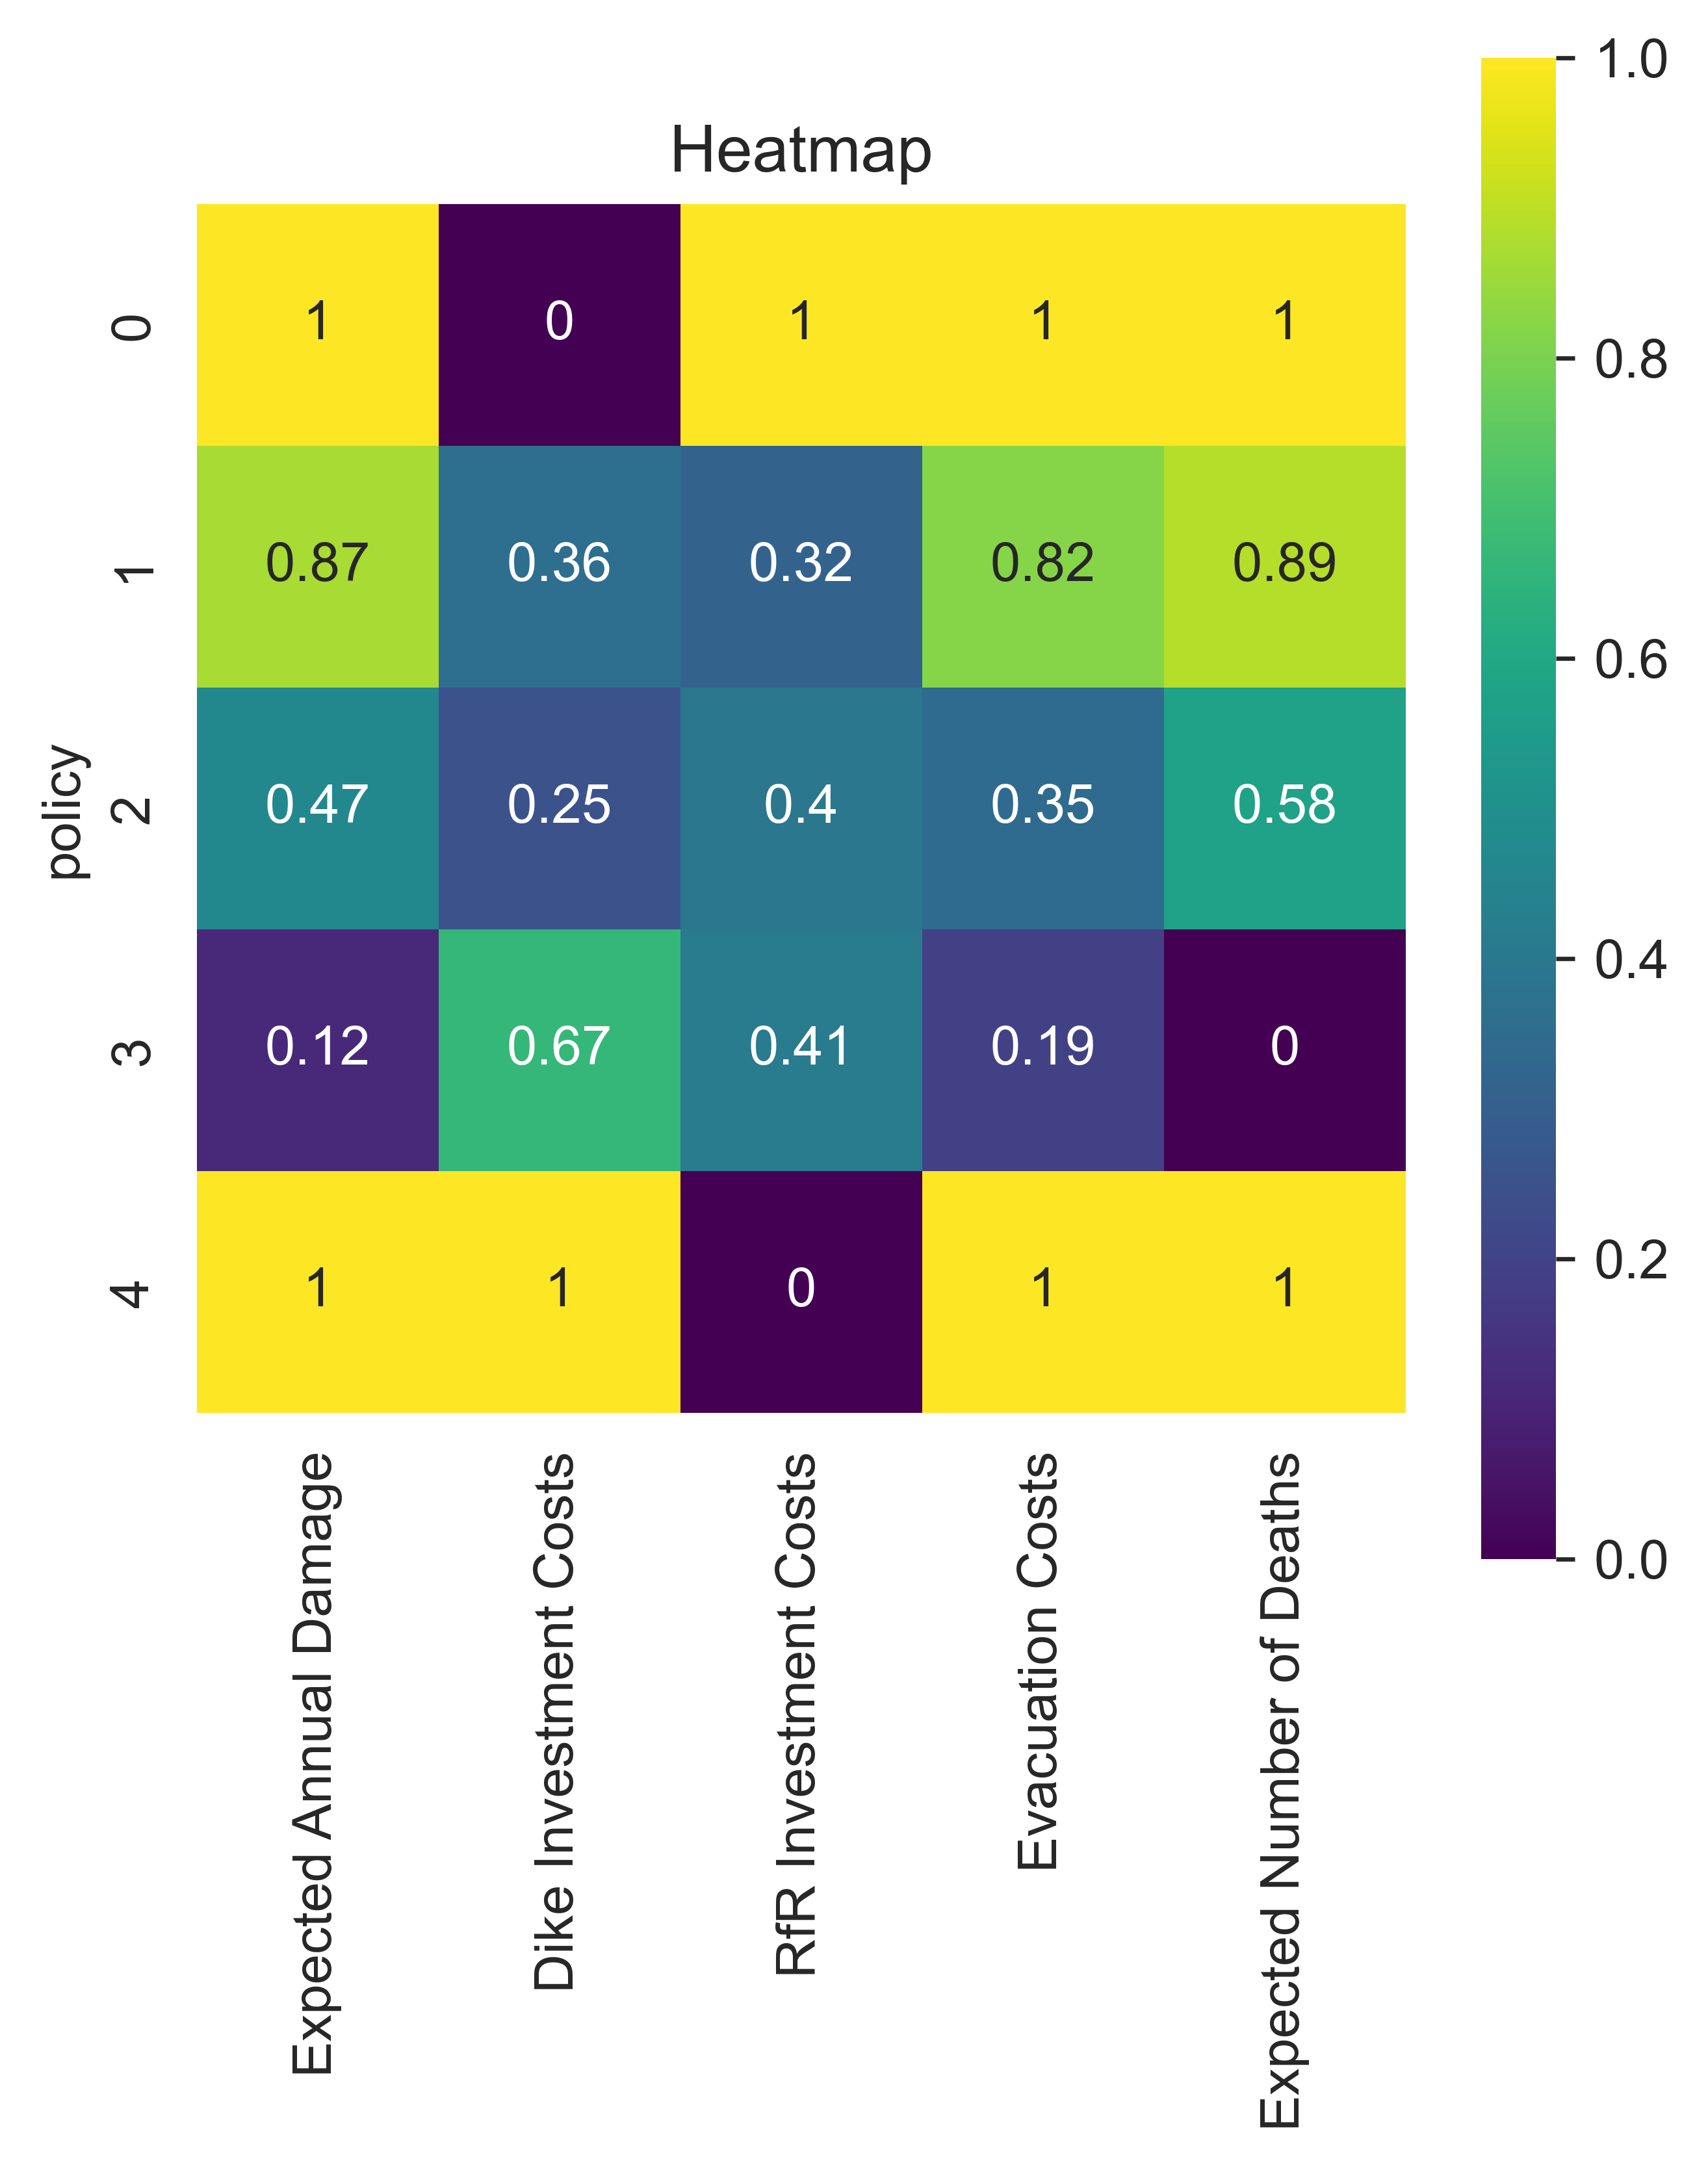 Heatmap
1 0 1 1 1
0.87 0.36 0.32 0.82 0.89
0.47 0.25 0.4 0.35 0.58
0.12 0.67 0.41 0.19 0
1 1 0 1 1
policy
0
1
2
3
4
Expected Annual Damage
Dike Investment Costs
RfR Investment Costs
Evacuation Costs
Expected Number of Deaths
1.0
0.8
0.6
0.4
0.2
0.0